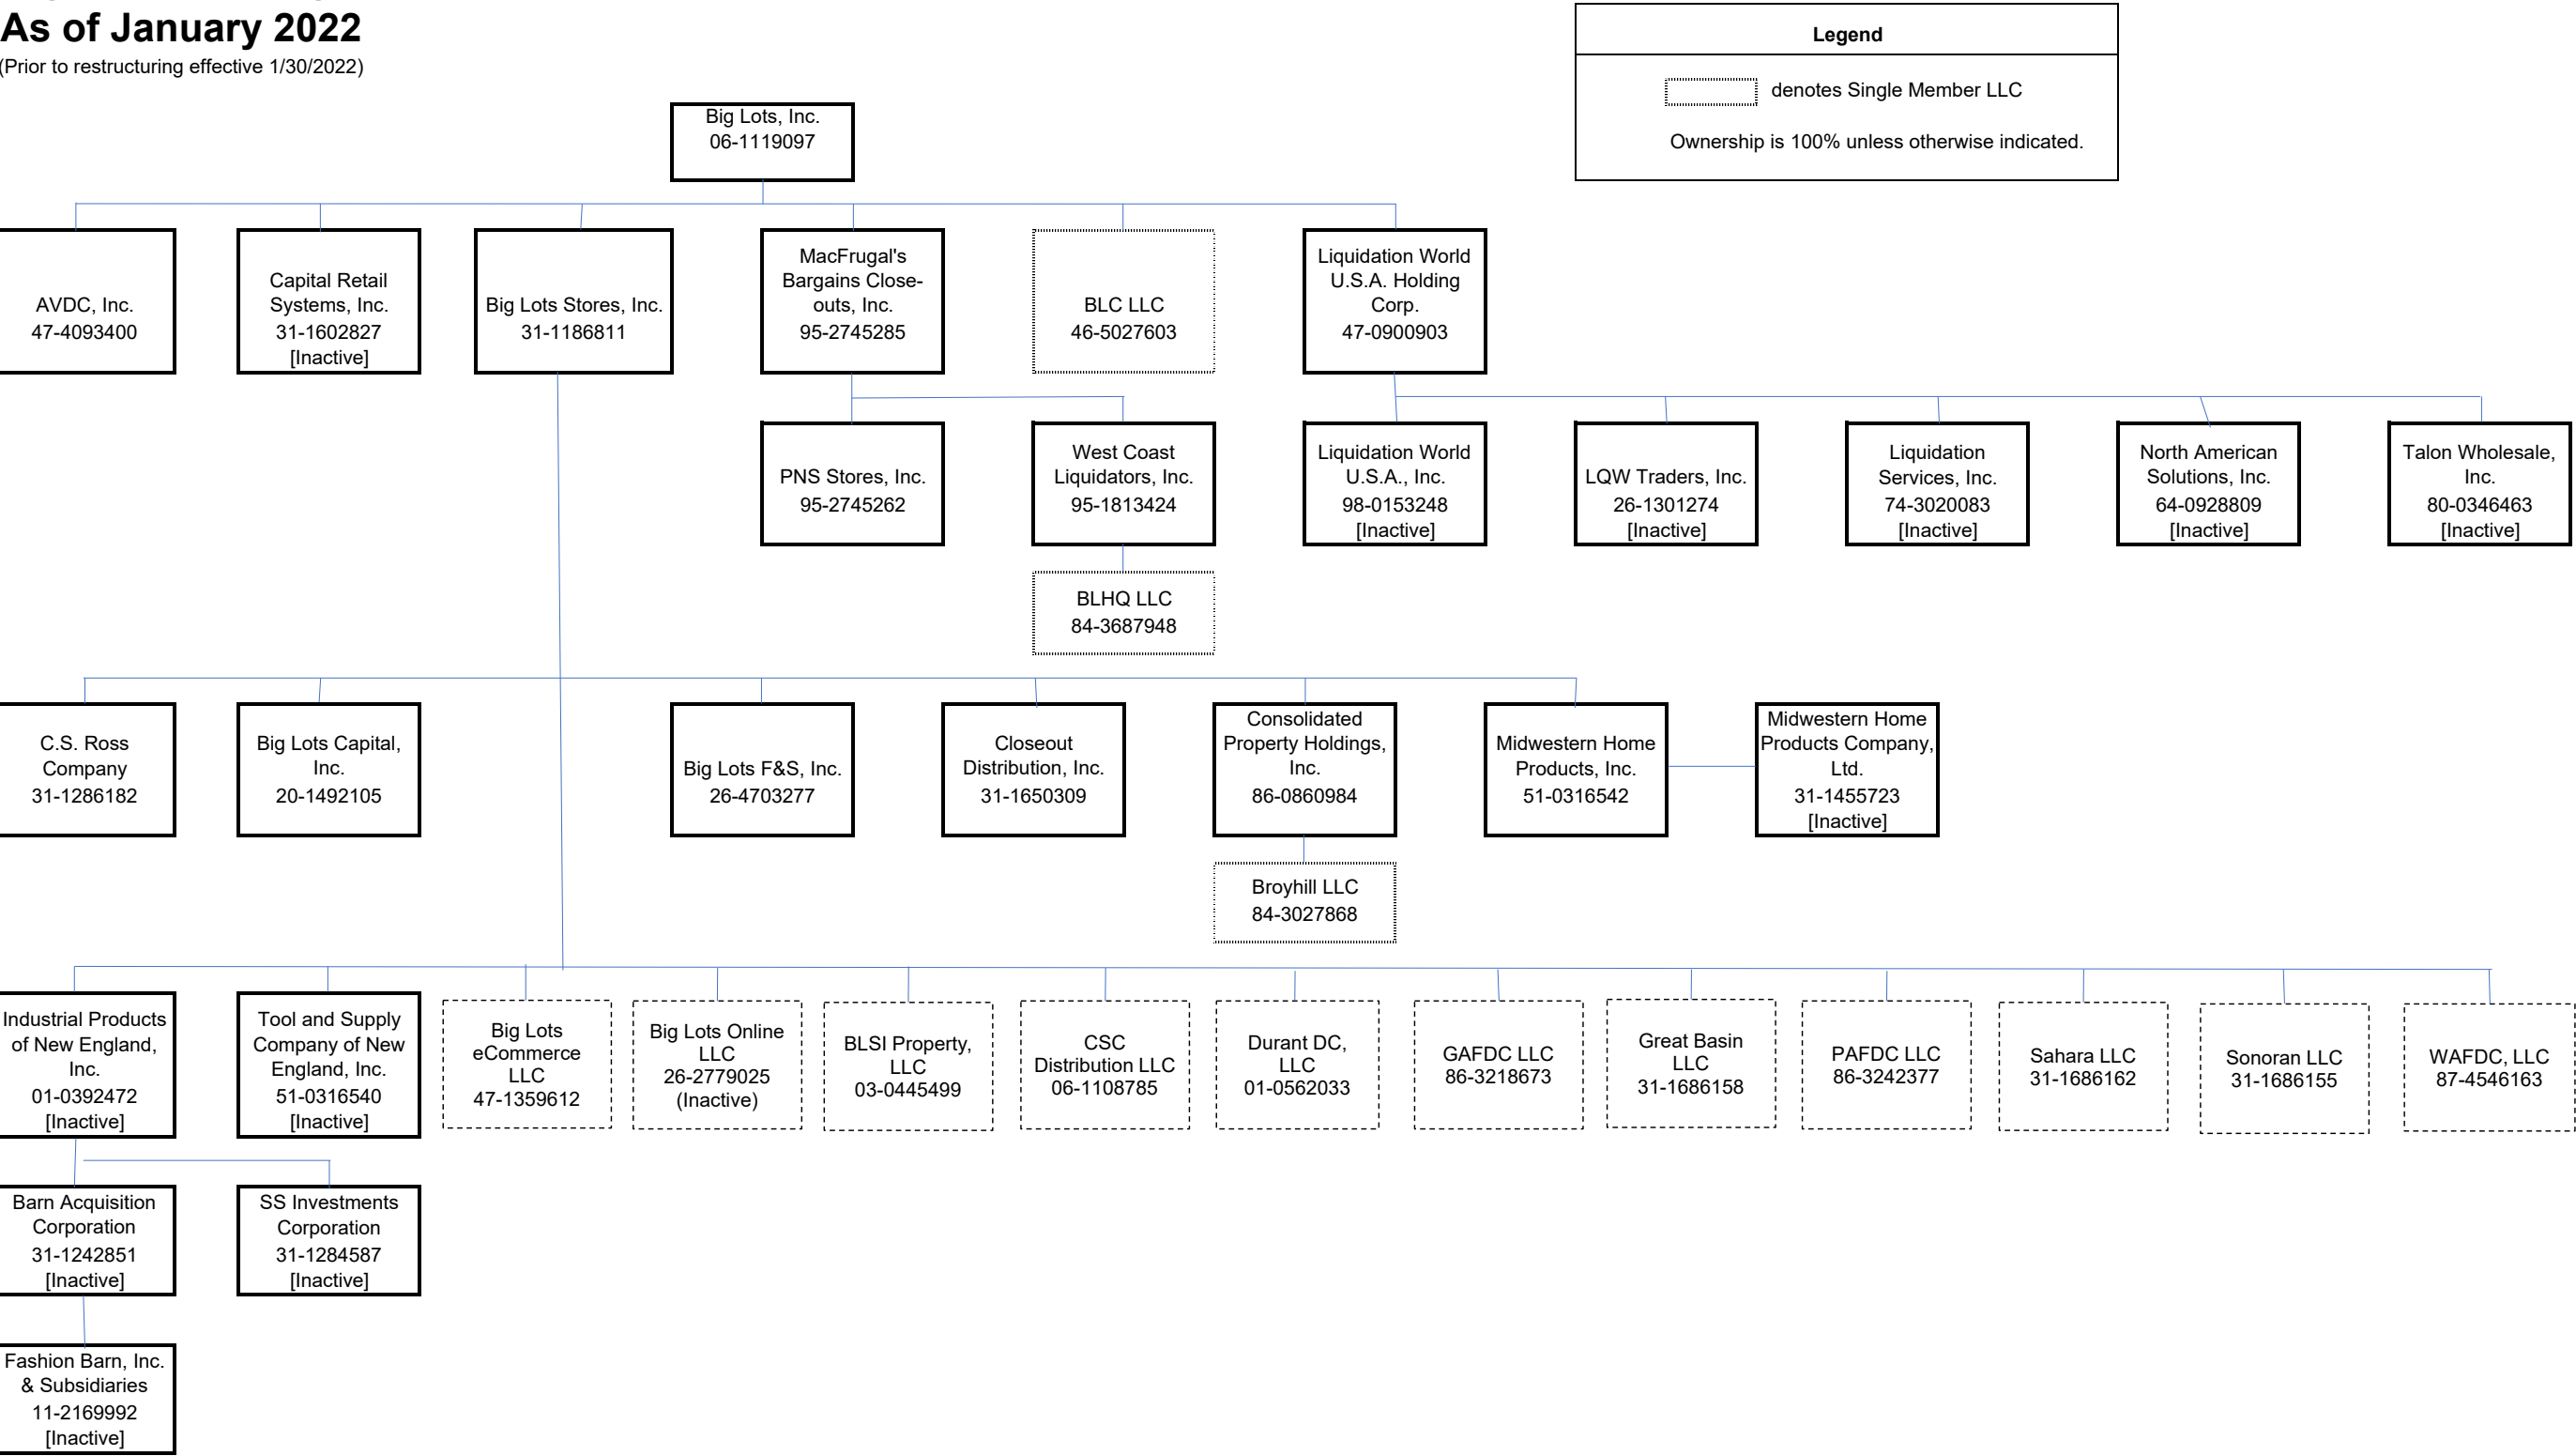 As of January 2022
(Prior to restructuring effective 1/30/2022)
Legend
denotes Single Member LLC
Ownership is 100% unless otherwise indicated.
Big Lots, Inc.
06-1119097
AVDC, Inc.
47-4093400
Capital Retail
Systems, Inc.
31-1602827
[Inactive]
Big Lots Stores, Inc.
31-1186811
MacFrugal's
Bargains Close-
outs, Inc.
95-2745285
BLC LLC
46-5027603
Liquidation World
U.S.A. Holding
Corp.
47-0900903
PNS Stores, Inc.
95-2745262
West Coast
Liquidators, Inc.
95-1813424
Liquidation World
U.S.A., Inc.
98-0153248
[Inactive]
LQW Traders, Inc.
26-1301274
[Inactive]
Liquidation
Services, Inc.
74-3020083
[Inactive]
North American
Solutions, Inc.
64-0928809
[Inactive]
Talon Wholesale,
Inc.
80-0346463
[Inactive]
BLHQ LLC
84-3687948
C.S. Ross
Company
31-1286182
Big Lots Capital,
Inc.
20-1492105
Big Lots F&S, Inc.
26-4703277
Closeout
Distribution, Inc.
31-1650309
Consolidated
Property Holdings,
Inc.
86-0860984
Midwestern Home
Products, Inc.
51-0316542
Midwestern Home
Products Company,
Ltd.
31-1455723
[Inactive]
Broyhill LLC
84-3027868
Industrial Products
of New England,
Inc.
01-0392472
[Inactive]
Tool and Supply
Company of New
England, Inc.
51-0316540
[Inactive]
Big Lots
eCommerce
LLC
47-1359612
Big Lots Online
LLC
26-2779025
(Inactive)
BLSI Property,
LLC
03-0445499
CSC
Distribution LLC
06-1108785
Durant DC,
LLC
01-0562033
GAFDC LLC
86-3218673
Great Basin
LLC
31-1686158
PAFDC LLC
86-3242377
Sahara LLC
31-1686162
Sonoran LLC
31-1686155
WAFDC, LLC
87-4546163
Barn Acquisition
Corporation
31-1242851
[Inactive]
SS Investments
Corporation
31-1284587
[Inactive]
Fashion Barn, Inc.
& Subsidiaries
11-2169992
[Inactive]